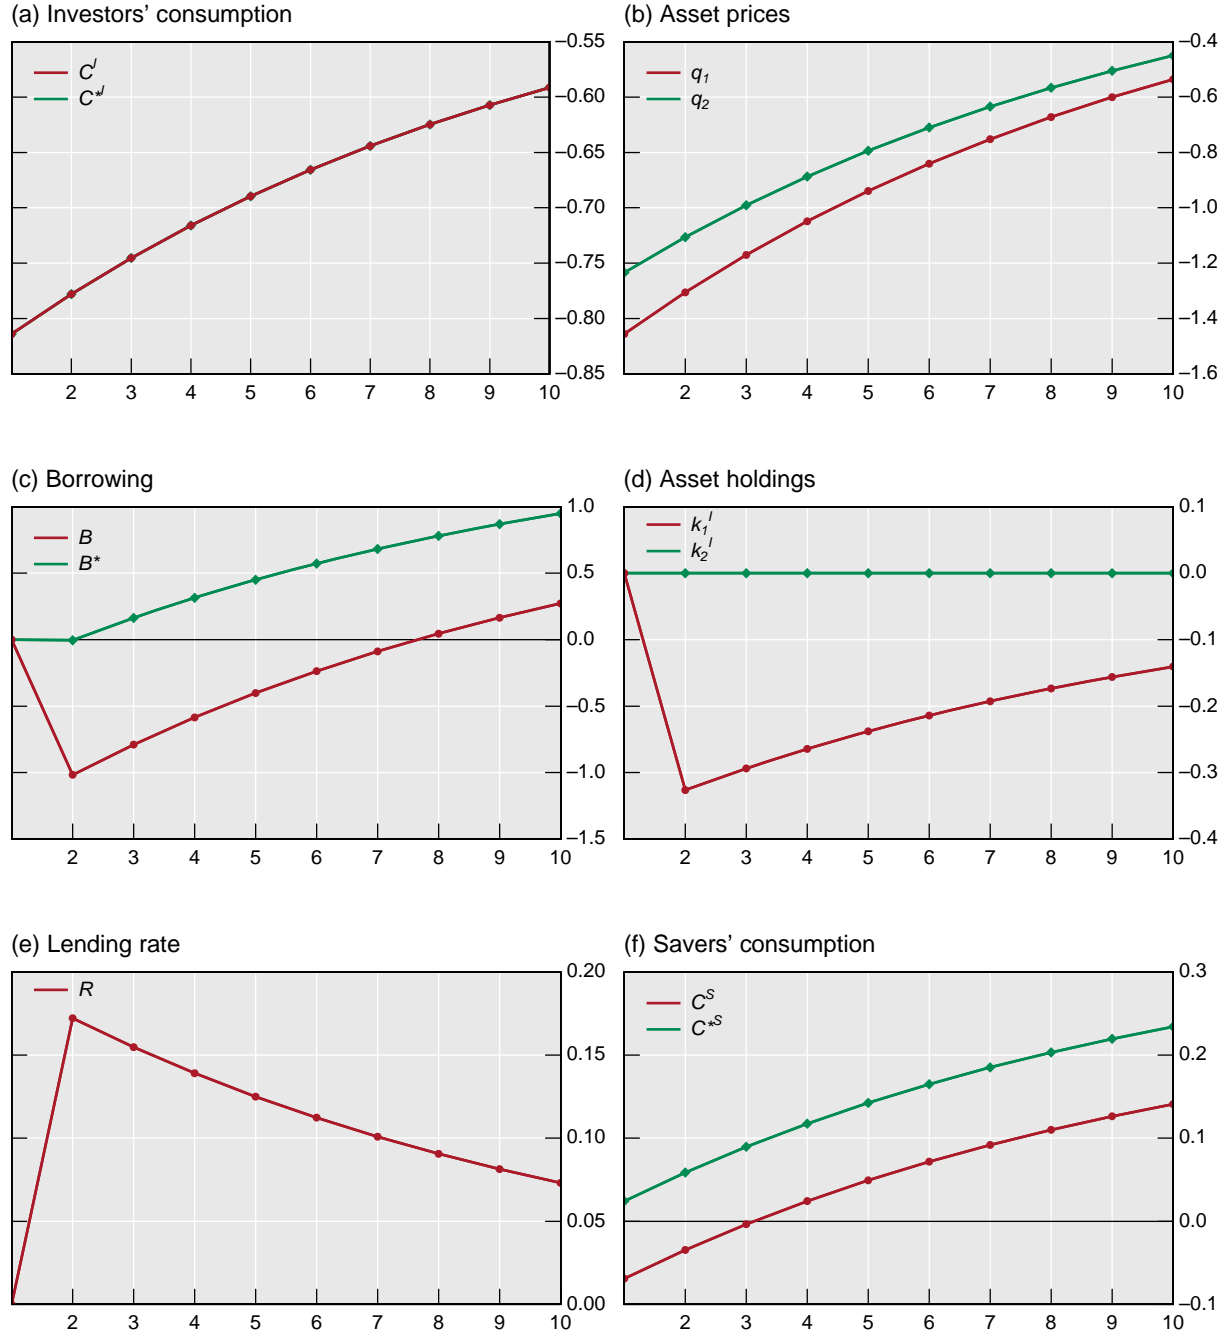 (a) Investors’ consumption
C^I
C*^I
–0.55
–0.60
–0.65
–0.70
–0.75
–0.80
–0.85
2 3 4 5 6 7 8 9 10
(b) Asset prices
q_1
q_2
–0.4
–0.6
–0.8
–1.0
–1.2
–1.4
–1.6
2 3 4 5 6 7 8 9 10
(c) Borrowing
B
B*
1.0
0.5
0.0
–0.5
–1.0
–1.5
2 3 4 5 6 7 8 9 10
(d) Asset holdings
k_1^I
k_2^I
0.1
0.0
–0.1
–0.2
–0.3
–0.4
2 3 4 5 6 7 8 9 10
(e) Lending rate
R
0.20
0.15
0.10
0.05
0.00
2 3 4 5 6 7 8 9 10
(f) Savers’ consumption
C^S
C*^S
0.3
0.2
0.1
0.0
–0.1
2 3 4 5 6 7 8 9 10